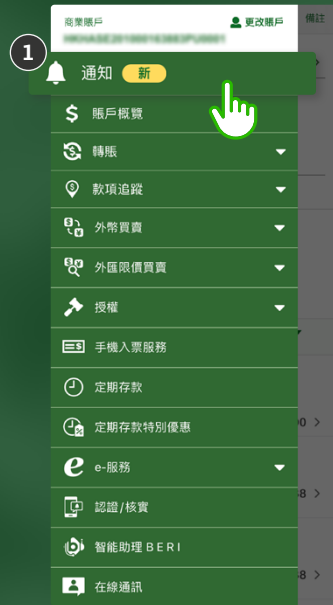 商業賬戶
更改賬戶
備註
1
通知 新
賬戶概覽
轉賬
款項追蹤
外幣買賣
外匯限價買賣
授權
手機入票服務
定期存款
定期存款特別優惠
e-服務
認證/核實
智能助理 BERI
在線通訊